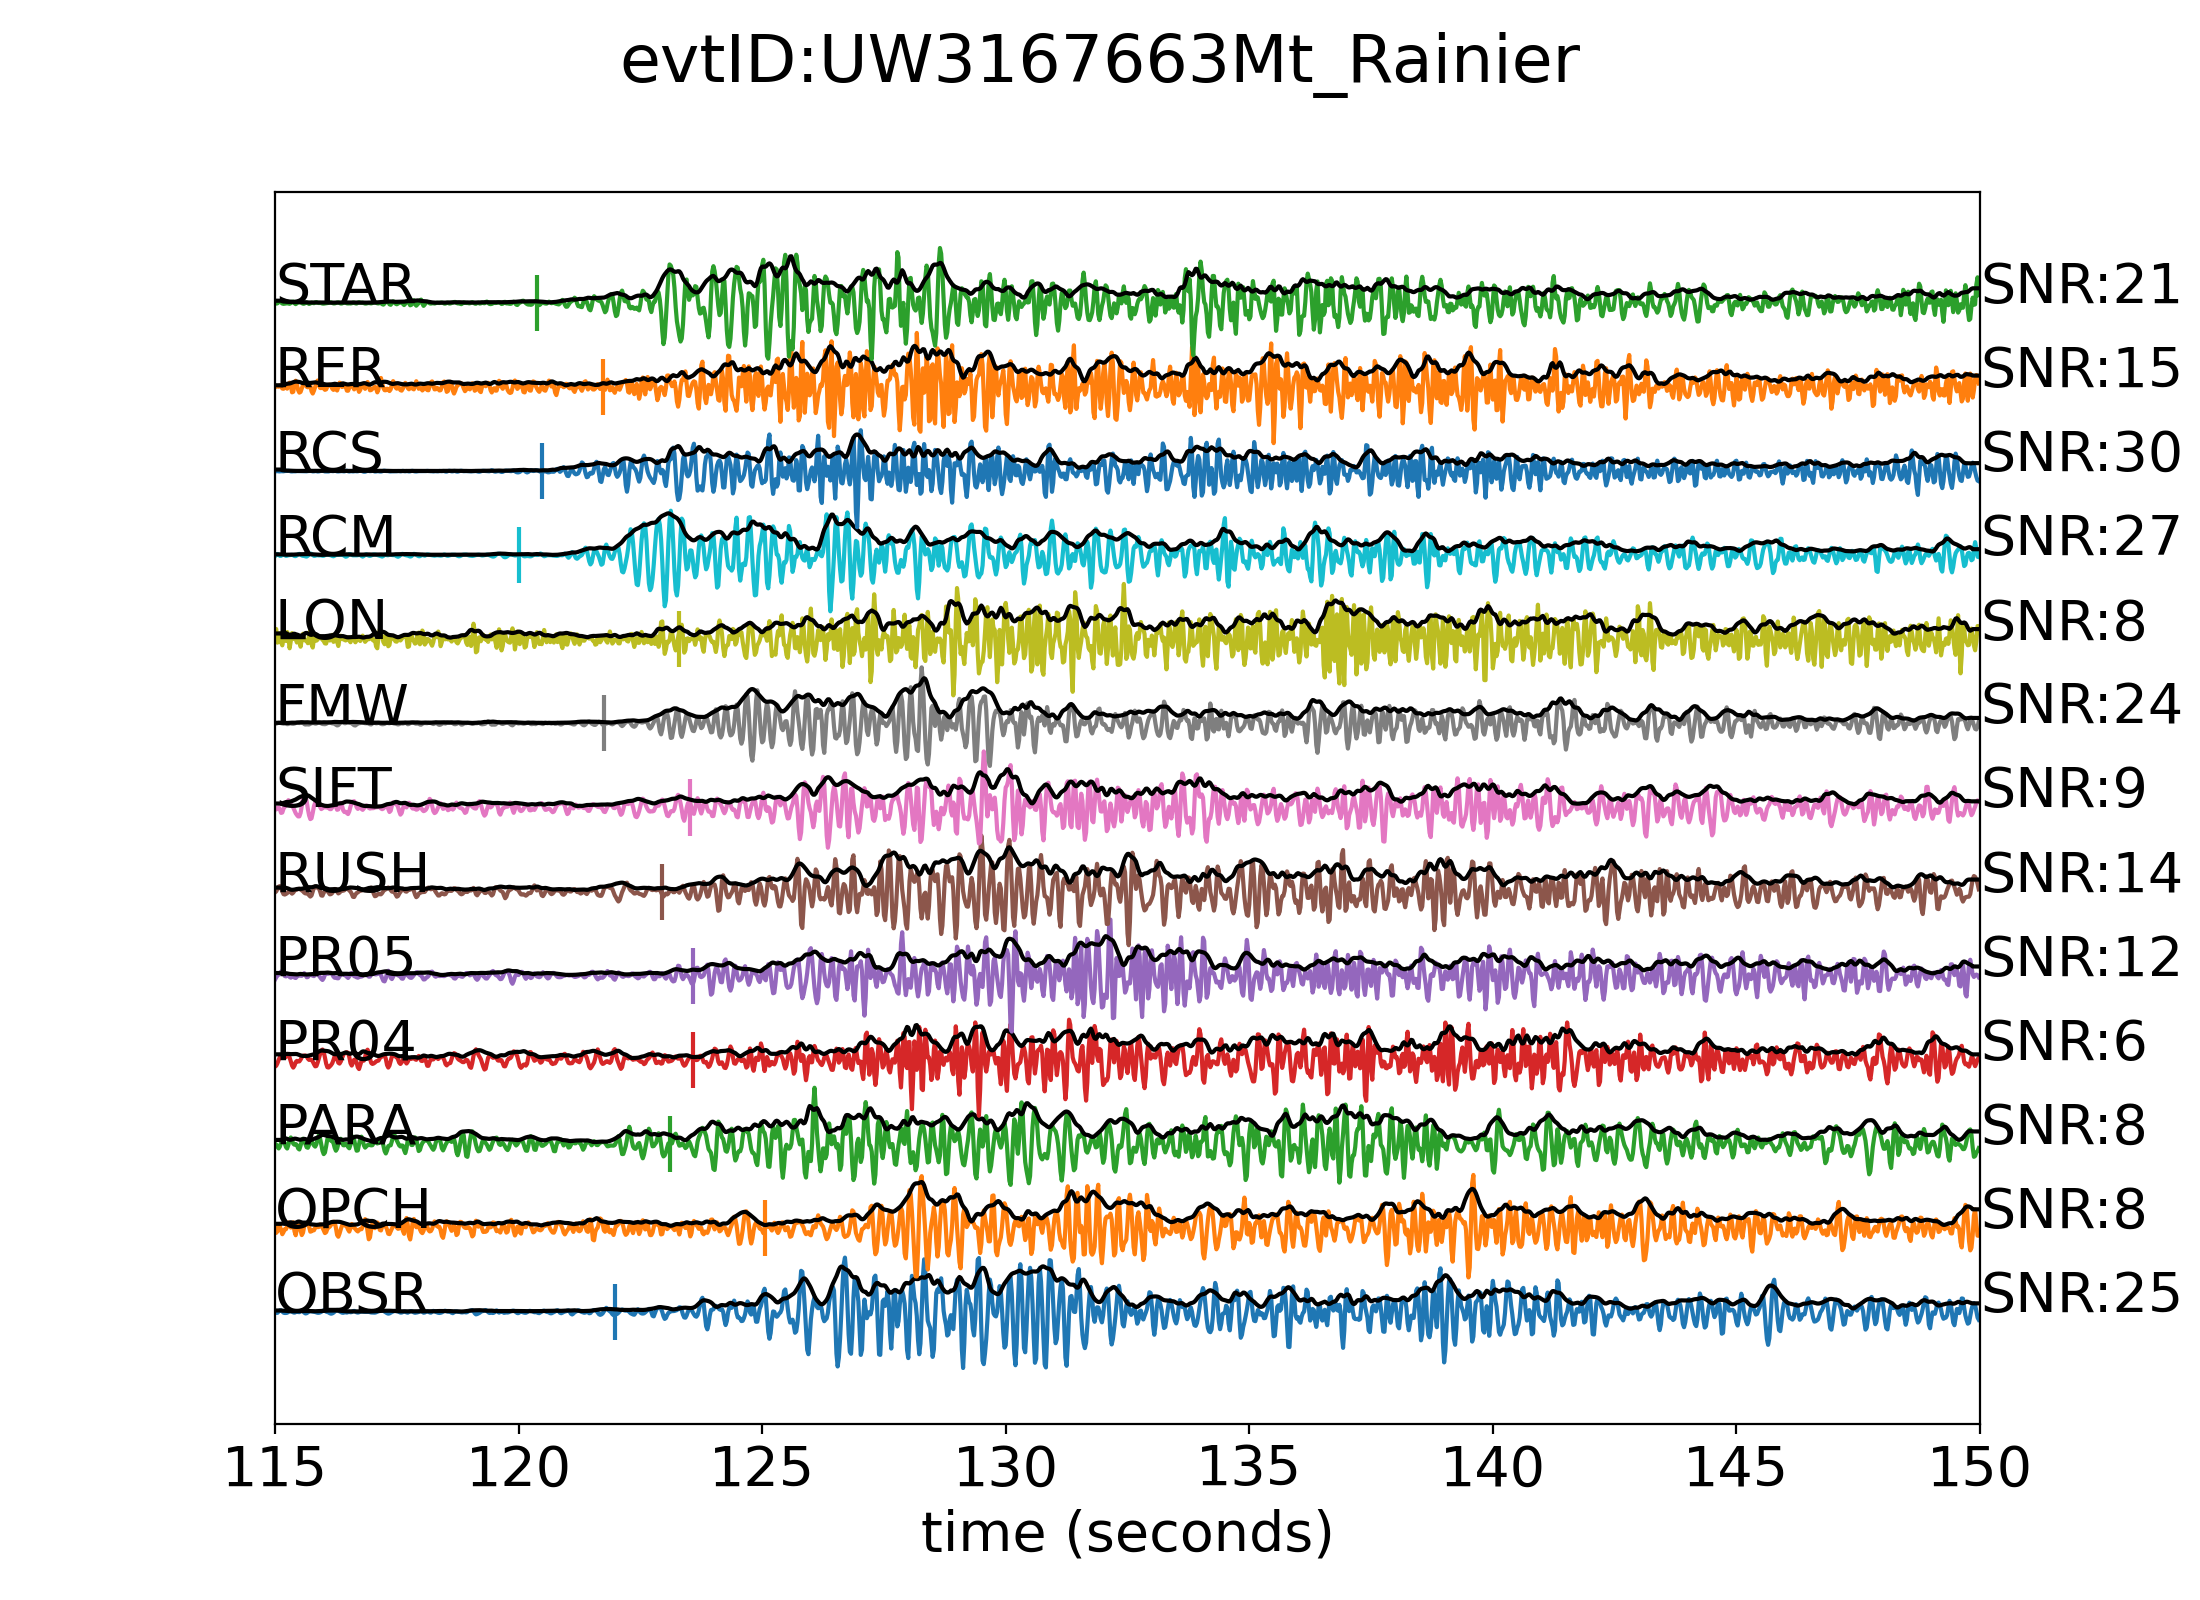 evtID:UW3167663Mt_Rainier
STAR SNR:21
RER SNR:15
RCS SNR:30
RCM SNR:27
LON SNR:8
FMW SNR:24
SIFT SNR:9
RUSH SNR:14
PR05 SNR:12
PR04 SNR:6
PARA SNR:8
OPCH SNR:8
OBSR SNR:25
115 120 125 130 135 140 145 150
time (seconds)